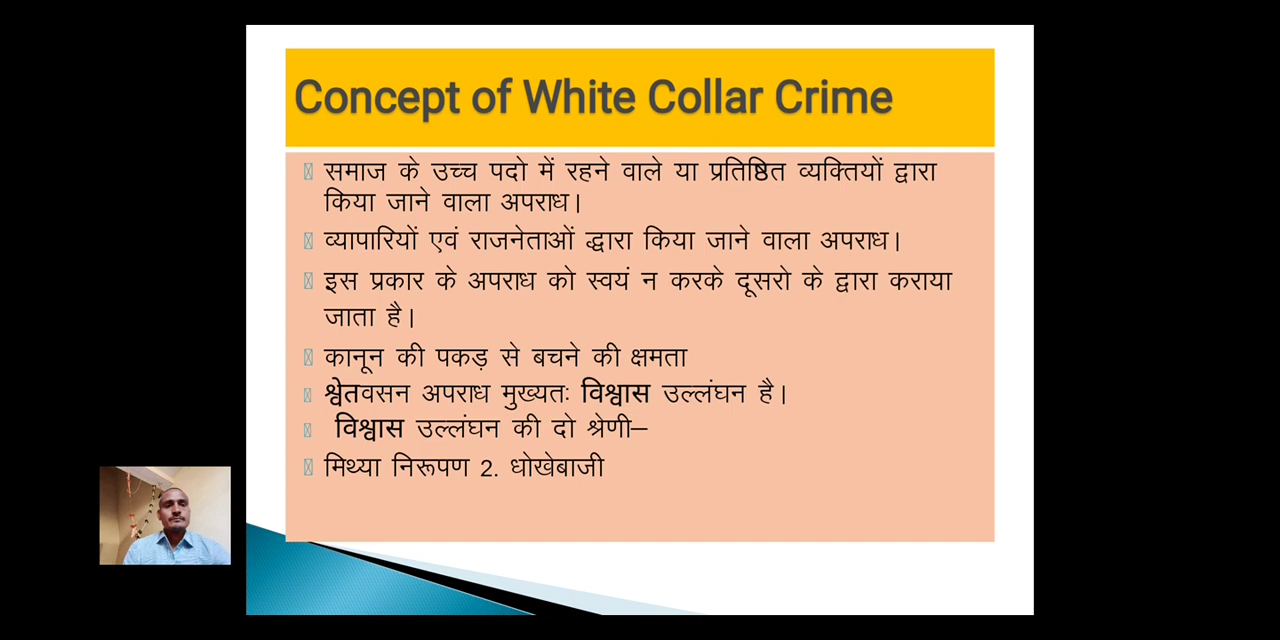 Concept of White Collar Crime
समाज के उच्च पदो में रहने वाले या प्रतिष्ठित व्यक्तियों द्वारा
किया जाने वाला अपराध।
व्यापारियों एवं राजनेताओं द्धारा किया जाने वाला अपराध।
इस प्रकार के अपराध को स्वयं न करके दूसरो के द्वारा कराया
जाता है।
कानून की पकड़ से बचने की क्षमता
श्वेतवसन अपराध मुख्यतः विश्वास उल्लंघन है।
विश्वास उल्लंघन की दो श्रेणी–
मिथ्या निरूपण 2. धोखेबाजी